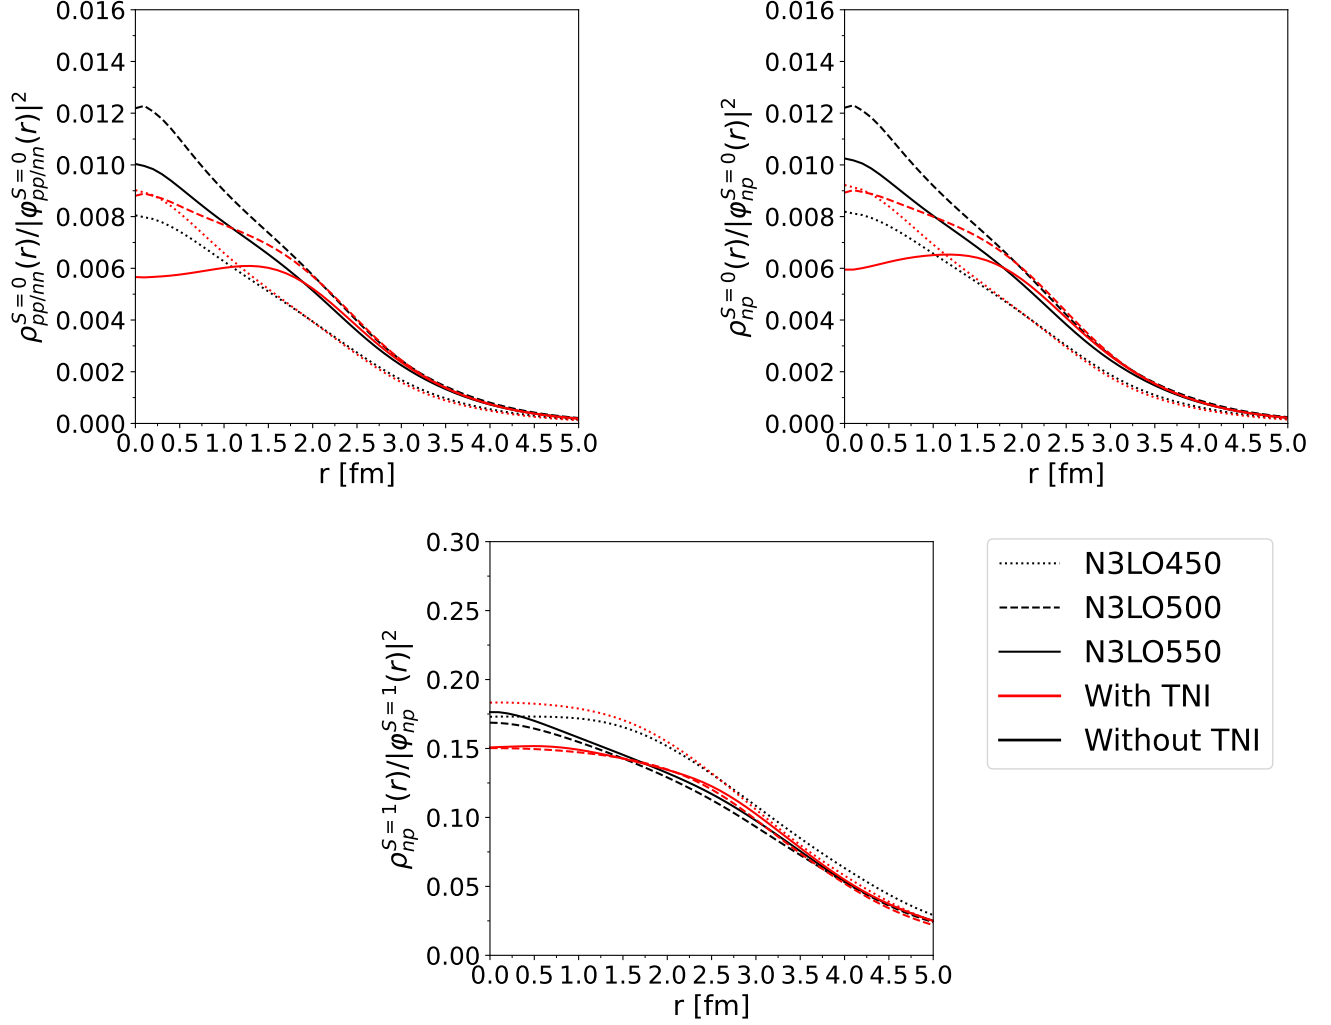 0.016
0.014
0.012
0.010
0.008
0.006
0.004
0.002
0.000
ρ_{pp/nn}^{S=0}(r)/|φ_{pp/nn}^{S=0}(r)|^2
0.0 0.5 1.0 1.5 2.0 2.5 3.0 3.5 4.0 4.5 5.0
r [fm]
0.016
0.014
0.012
0.010
0.008
0.006
0.004
0.002
0.000
ρ_{np}^{S=0}(r)/|φ_{np}^{S=0}(r)|^2
0.0 0.5 1.0 1.5 2.0 2.5 3.0 3.5 4.0 4.5 5.0
r [fm]
0.30
0.25
0.20
0.15
0.10
0.05
0.00
ρ_{np}^{S=1}(r)/|φ_{np}^{S=1}(r)|^2
0.0 0.5 1.0 1.5 2.0 2.5 3.0 3.5 4.0 4.5 5.0
r [fm]
N3LO450
N3LO500
N3LO550
With TNI
Without TNI